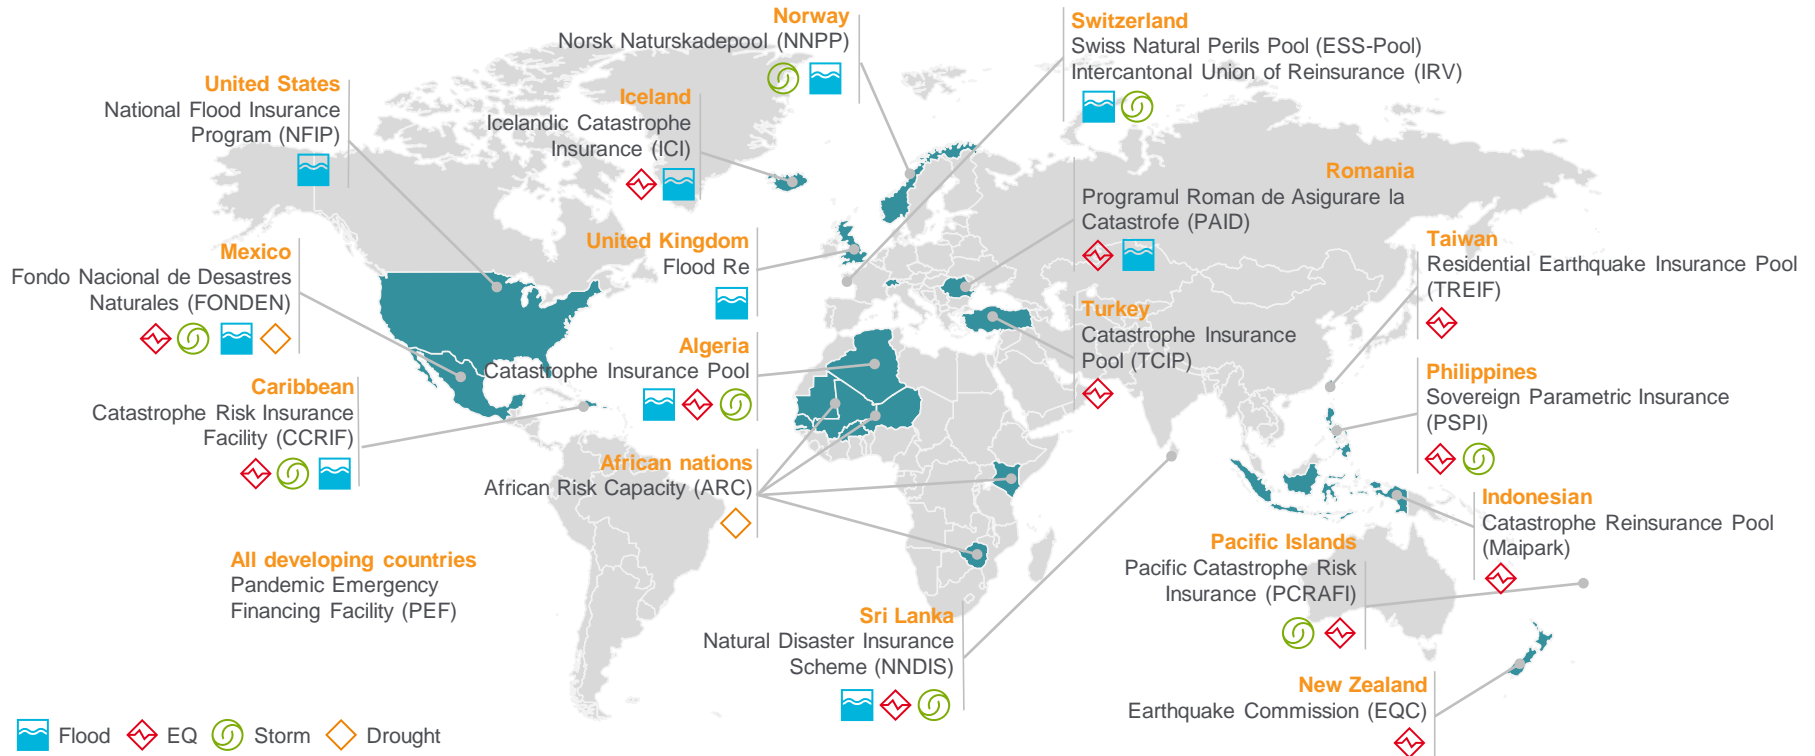 Norway
Norsk Naturskadepool (NNPP)
Switzerland
Swiss Natural Perils Pool (ESS-Pool)
Intercantonal Union of Reinsurance (IRV)
United States
National Flood Insurance
Program (NFIP)
Iceland
Icelandic Catastrophe
Insurance (ICI)
Romania
Programul Roman de Asigurare la
Catastrofe (PAID)
Mexico
Fondo Nacional de Desastres
Naturales (FONDEN)
United Kingdom
Flood Re
Taiwan
Residential Earthquake Insurance Pool
(TREIF)
Turkey
Catastrophe Insurance
Pool (TCIP)
Algeria
Catastrophe Insurance Pool
Caribbean
Catastrophe Risk Insurance
Facility (CCRIF)
Philippines
Sovereign Parametric Insurance
(PSPI)
African nations
African Risk Capacity (ARC)
Indonesian
Catastrophe Reinsurance Pool
(Maipark)
All developing countries
Pandemic Emergency
Financing Facility (PEF)
Pacific Islands
Pacific Catastrophe Risk
Insurance (PCRAFI)
Sri Lanka
Natural Disaster Insurance
Scheme (NNDIS)
New Zealand
Earthquake Commission (EQC)
Flood EQ Storm Drought